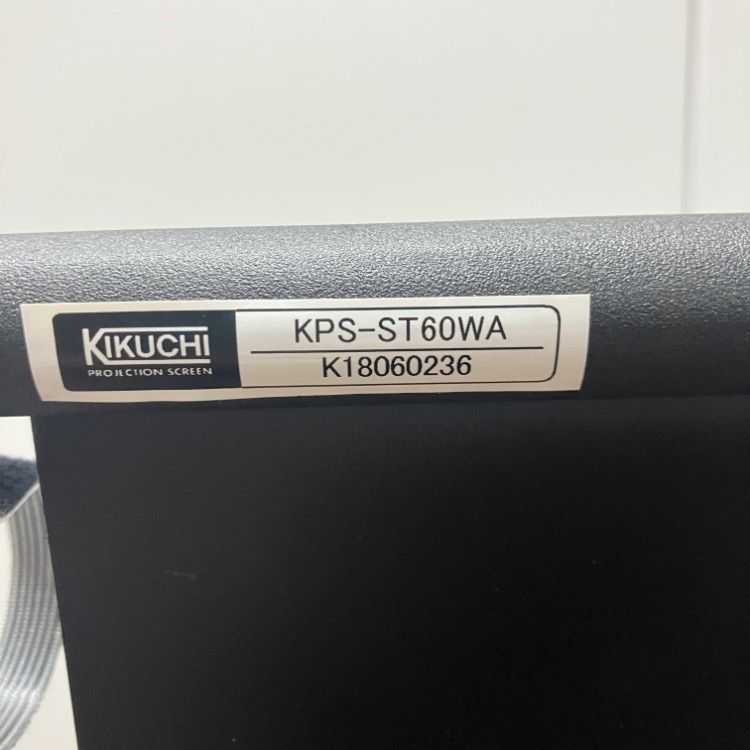 KIKUCHI
PROJECTION SCREEN
KPS-ST60WA
K18060236